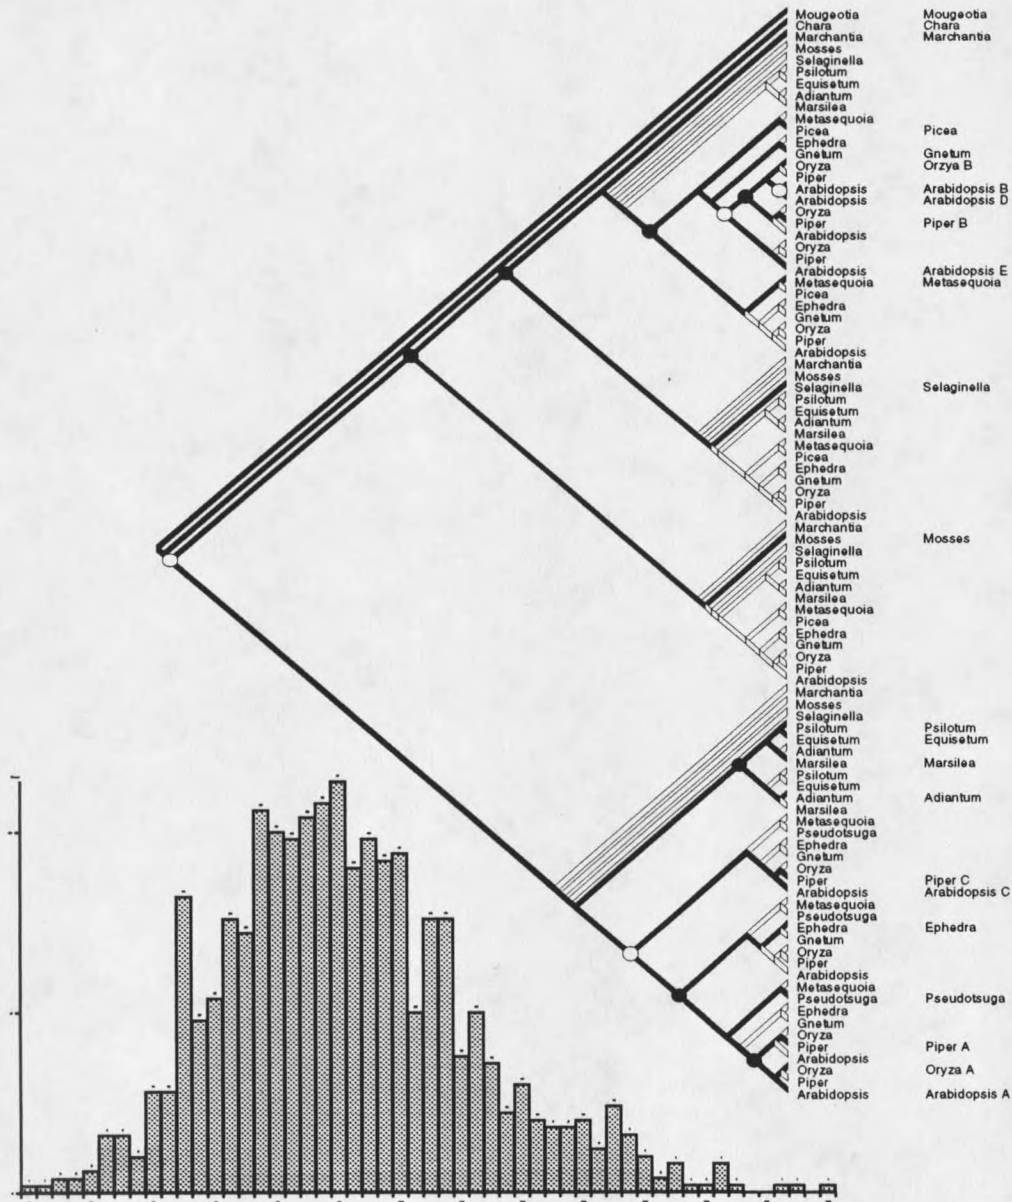 Mougeotia Mougeotia
Chara Chara
Marchantia Marchantia
Mosses
Selaginella
Psilotum
Equisetum
Adiantum
Marsilea
Metasequoia
Picea Picea
Ephedra
Gnetum Gnetum
Oryza Orzya B
Piper
Arabidopsis Arabidopsis B
Arabidopsis Arabidopsis D
Oryza
Piper Piper B
Arabidopsis
Oryza
Piper
Arabidopsis Arabidopsis E
Metasequoia Metasequoia
Picea
Ephedra
Gnetum
Oryza
Piper
Arabidopsis
Marchantia
Mosses
Selaginella Selaginella
Psilotum
Equisetum
Adiantum
Marsilea
Metasequoia
Picea
Ephedra
Gnetum
Oryza
Piper
Arabidopsis
Marchantia
Mosses Mosses
Selaginella
Psilotum
Equisetum
Adiantum
Marsilea
Metasequoia
Picea
Ephedra
Gnetum
Oryza
Piper
Arabidopsis
Marchantia
Mosses
Selaginella
Psilotum Psilotum
Equisetum Equisetum
Adiantum
Marsilea Marsilea
Psilotum
Equisetum
Adiantum Adiantum
Marsilea
Metasequoia
Pseudotsuga
Ephedra
Gnetum
Oryza
Piper Piper C
Arabidopsis Arabidopsis C
Metasequoia
Pseudotsuga
Ephedra Ephedra
Gnetum
Oryza
Piper
Arabidopsis
Metasequoia
Pseudotsuga Pseudotsuga
Ephedra
Gnetum
Oryza
Piper Piper A
Arabidopsis
Oryza Oryza A
Piper
Arabidopsis Arabidopsis A